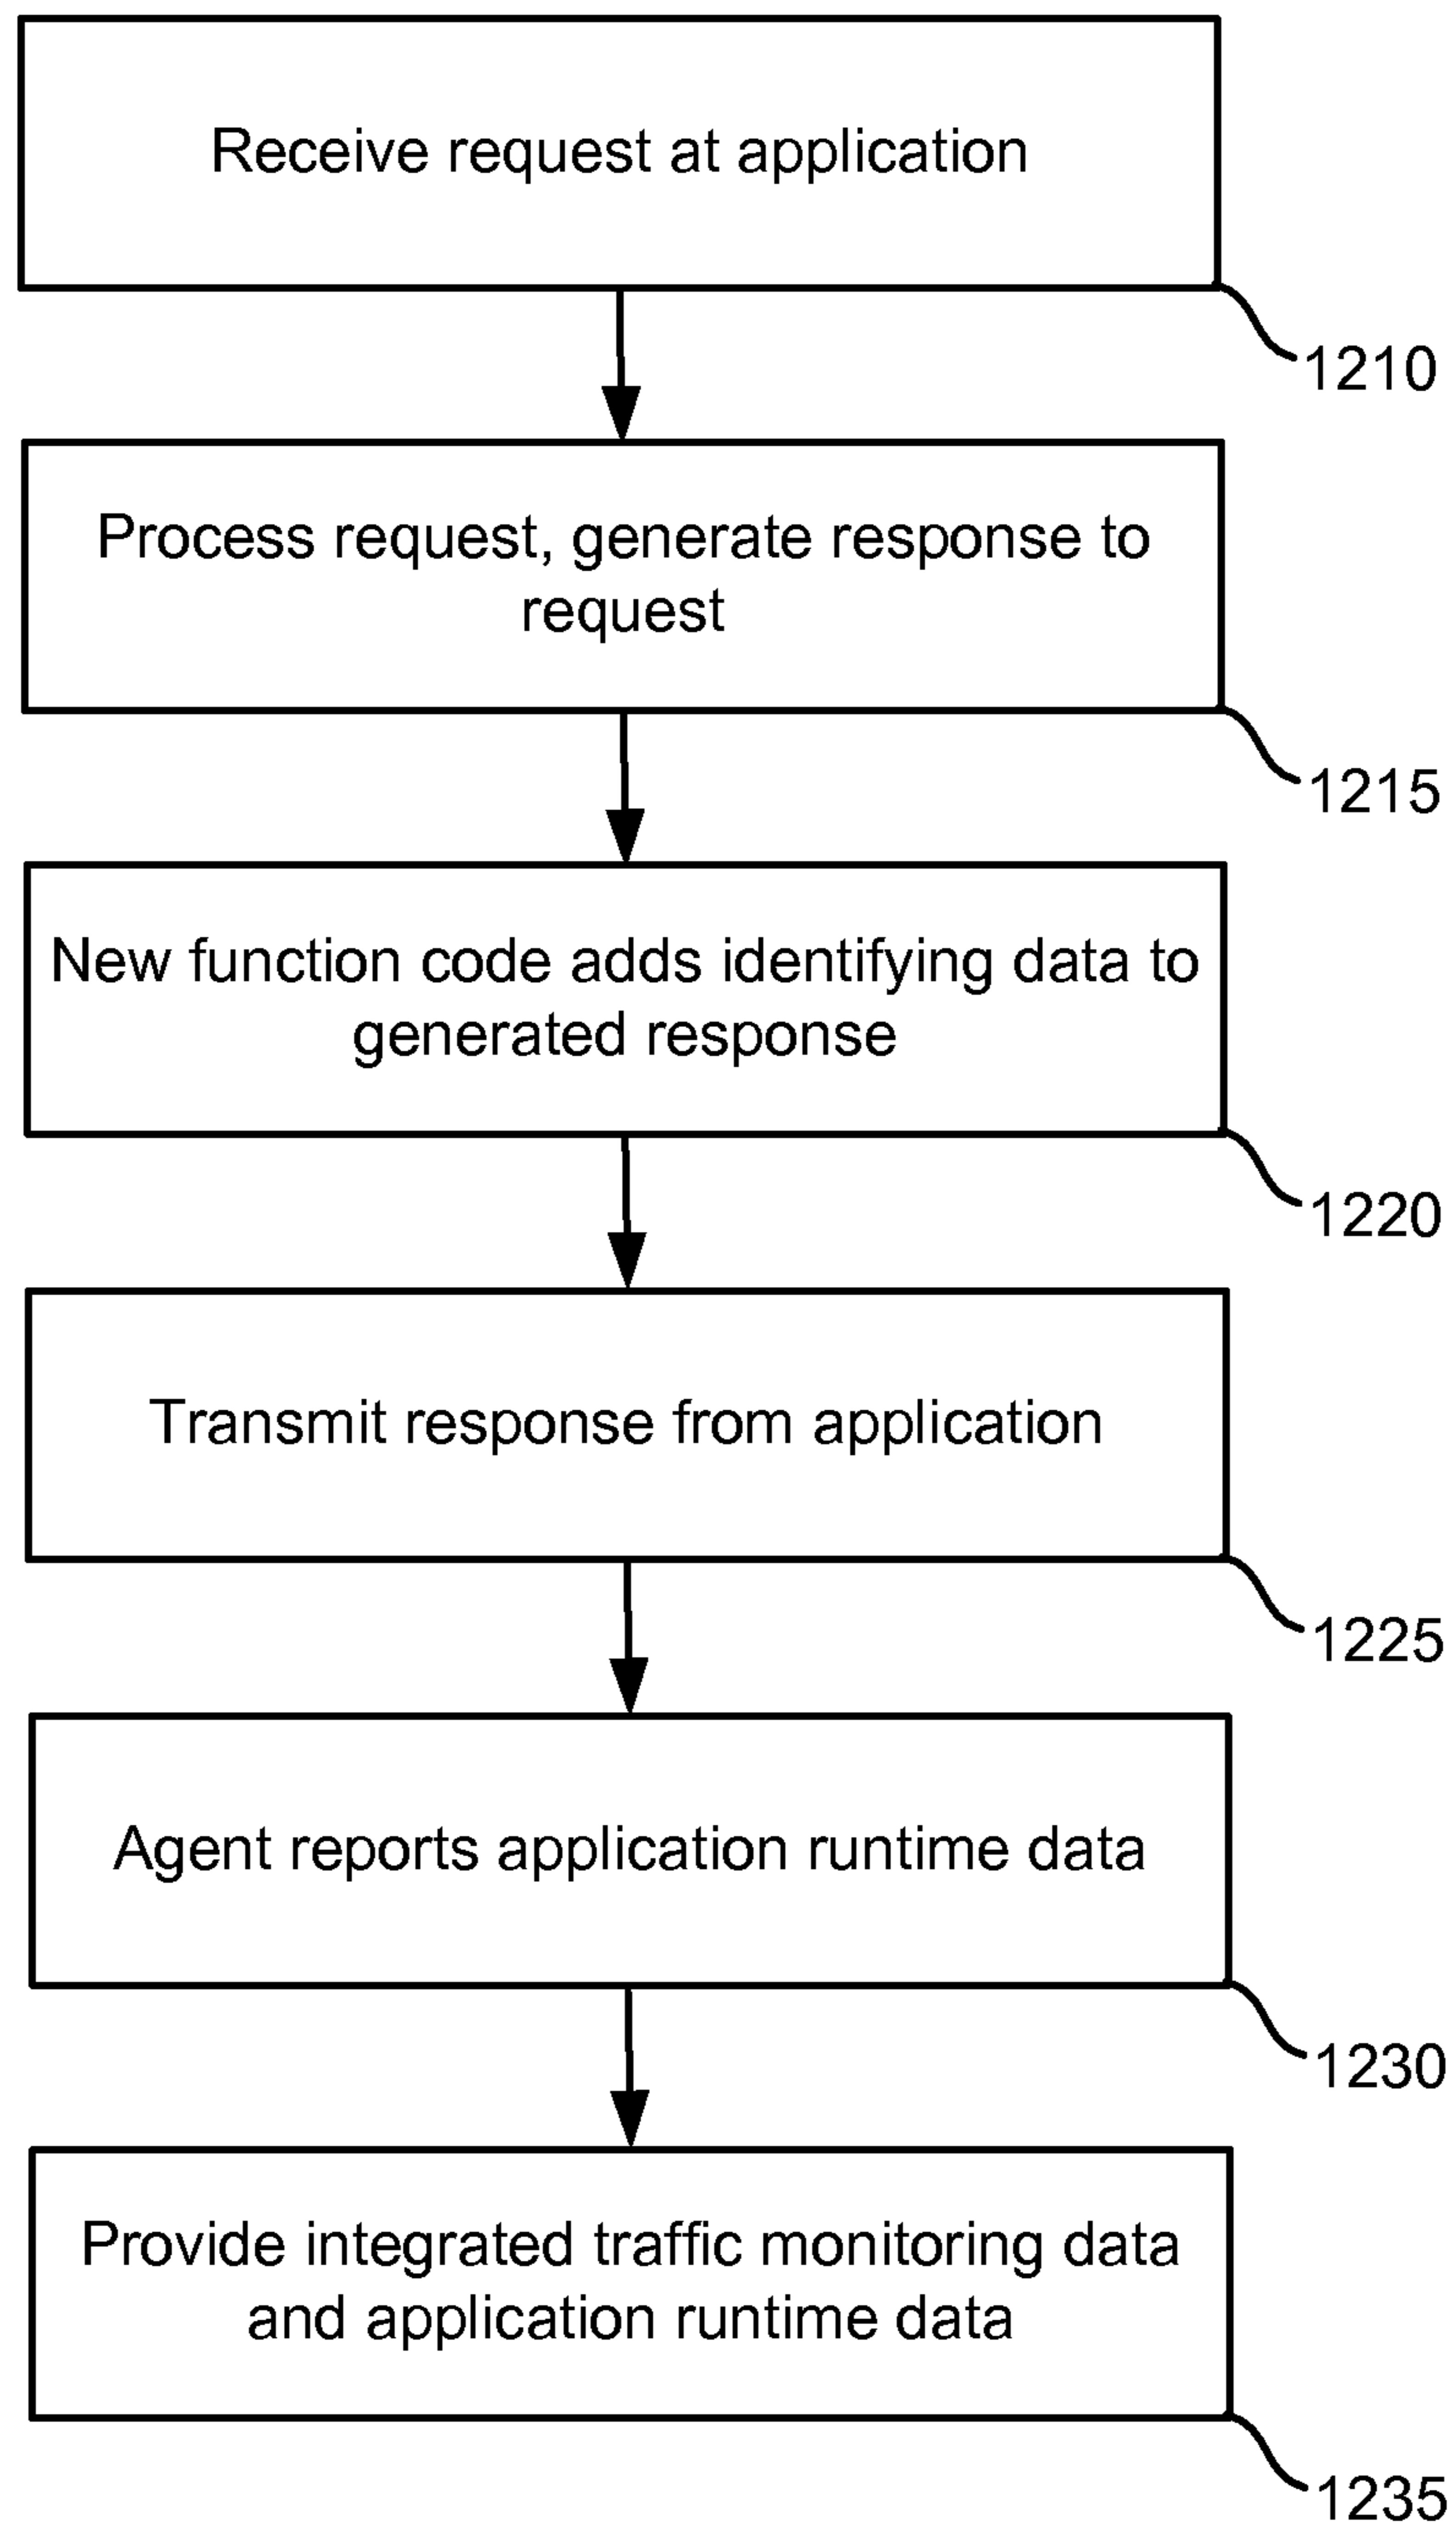 Receive request at application
1210
Process request, generate response to
request
1215
New function code adds identifying data to
generated response
1220
Transmit response from application
1225
Agent reports application runtime data
1230
Provide integrated traffic monitoring data
and application runtime data
1235